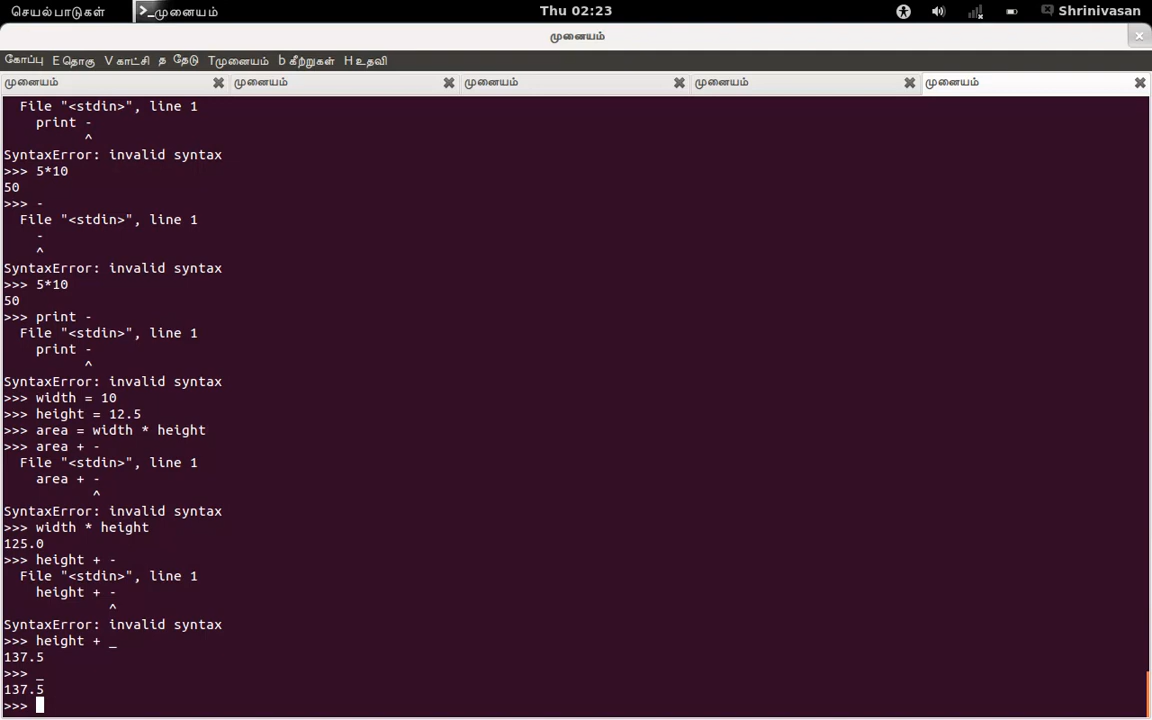 செயல்பாடுகள் முனையம் Thu 02:23 Shrinivasan
முனையம்
கோப்பு E தொகு V காட்சி த தேடு Tமுனையம் b கீற்றுகள் H உதவி
முனையம் முனையம் முனையம் முனையம் முனையம்
File "<stdin>", line 1
print -
^
SyntaxError: invalid syntax
>>> 5*10
50
>>> -
File "<stdin>", line 1
-
^
SyntaxError: invalid syntax
>>> 5*10
50
>>> print -
File "<stdin>", line 1
print -
^
SyntaxError: invalid syntax
>>> width = 10
>>> height = 12.5
>>> area = width * height
>>> area + -
File "<stdin>", line 1
area + -
^
SyntaxError: invalid syntax
>>> width * height
125.0
>>> height + -
File "<stdin>", line 1
height + -
^
SyntaxError: invalid syntax
>>> height + _
137.5
>>> _
137.5
>>>